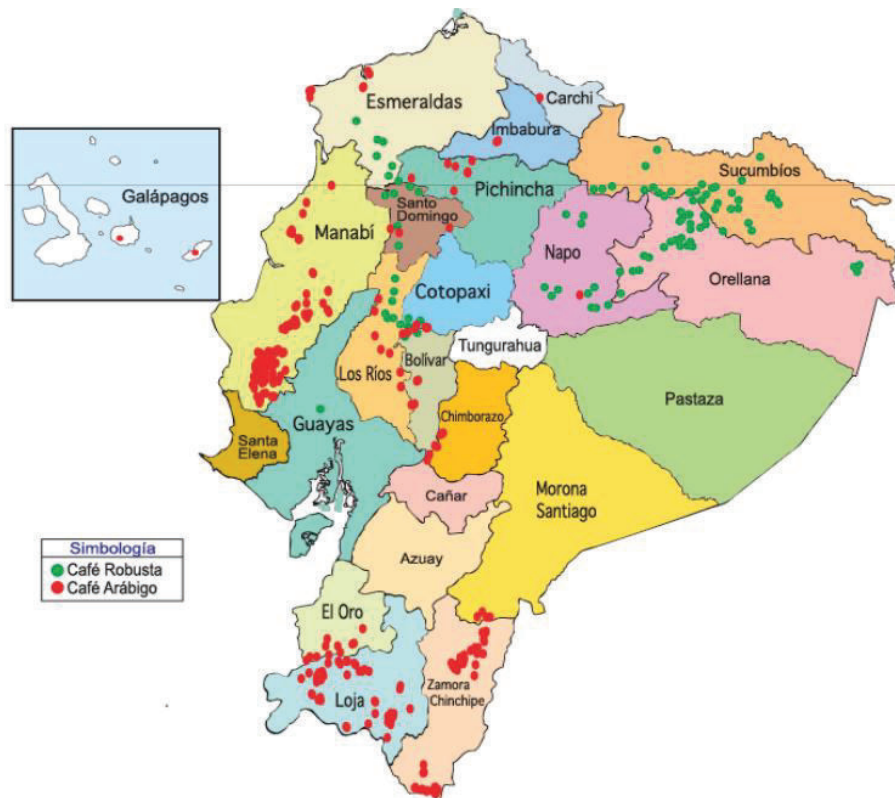 Esmeraldas
Carchi
Imbabura
Sucumbíos
Galápagos
Pichincha
Santo
Domingo
Manabí
Napo
Orellana
Cotopaxi
Tungurahua
Bolívar
Los Ríos
Pastaza
Chimborazo
Guayas
Santa
Elena
Cañar
Morona
Santiago
Simbología
Café Robusta
Café Arábigo
Azuay
El Oro
Zamora
Chinchipe
Loja